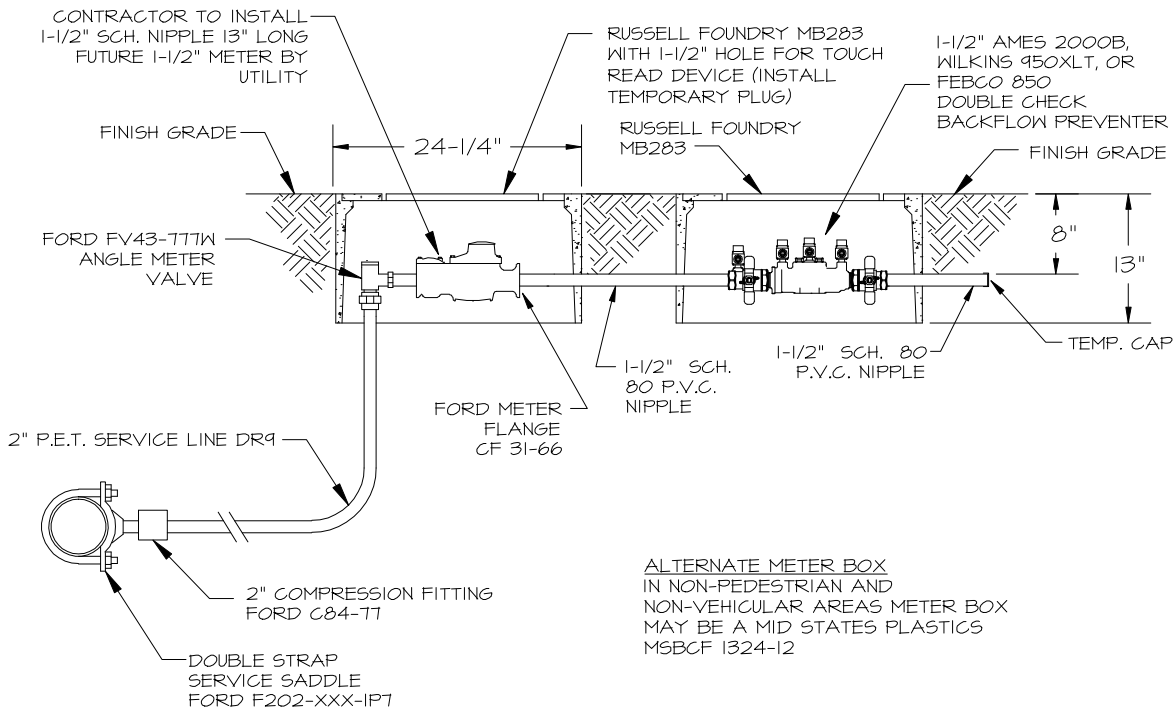 CONTRACTOR TO INSTALL
1-1/2" SCH. NIPPLE 13" LONG
FUTURE 1-1/2" METER BY
UTILITY
RUSSELL FOUNDRY MB283
WITH 1-1/2" HOLE FOR TOUCH
READ DEVICE (INSTALL
TEMPORARY PLUG)
1-1/2" AMES 2000B,
WILKINS 950XLT, OR
FEBCO 850
DOUBLE CHECK
BACKFLOW PREVENTER
FINISH GRADE
24-1/4"
RUSSELL FOUNDRY
MB283
FINISH GRADE
FORD FV43-777W
ANGLE METER
VALVE
8"
13"
TEMP. CAP
1-1/2" SCH.
80 P.V.C.
NIPPLE
1-1/2" SCH. 80
P.V.C. NIPPLE
FORD METER
FLANGE
CF 31-66
2" P.E.T. SERVICE LINE DR9
2" COMPRESSION FITTING
FORD C84-77
DOUBLE STRAP
SERVICE SADDLE
FORD F202-XXX-IP7
ALTERNATE METER BOX
IN NON-PEDESTRIAN AND
NON-VEHICULAR AREAS METER BOX
MAY BE A MID STATES PLASTICS
MSBCF 1324-12